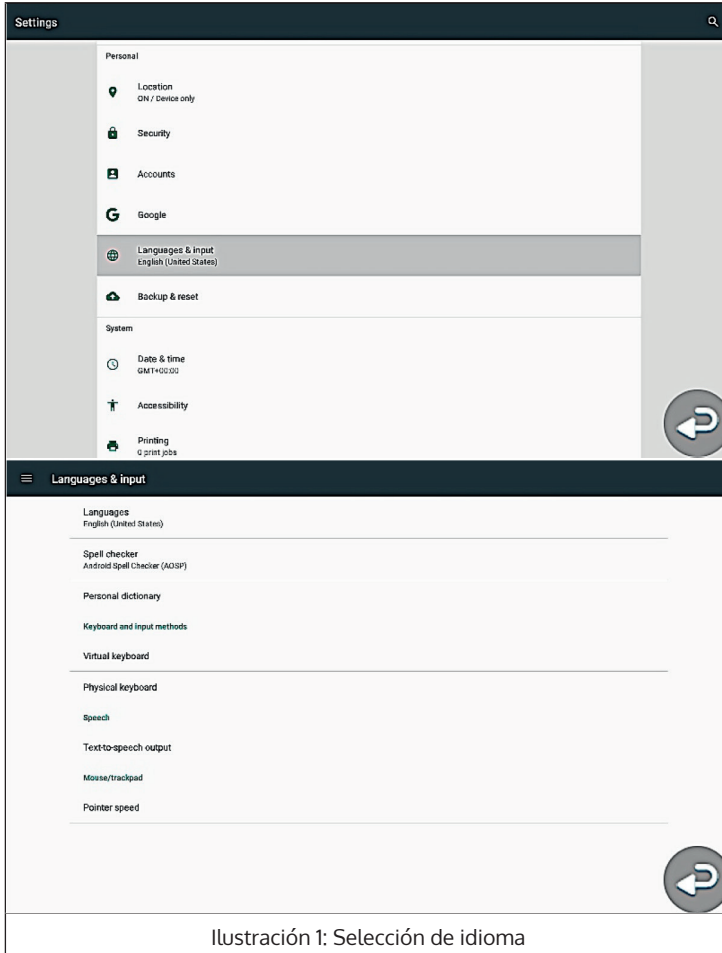 Settings
Personal
Location
ON / Device only
Security
Accounts
Google
Languages & input
English (United States)
Backup & reset
System
Date & time
GMT+00:00
Accessibility
Printing
0 print jobs
Languages & input
Languages
English (United States)
Spell checker
Android Spell Checker (AOSP)
Personal dictionary
Keyboard and input methods
Virtual keyboard
Physical keyboard
Speech
Text-to-speech output
Mouse/trackpad
Pointer speed
Ilustración 1: Selección de idioma